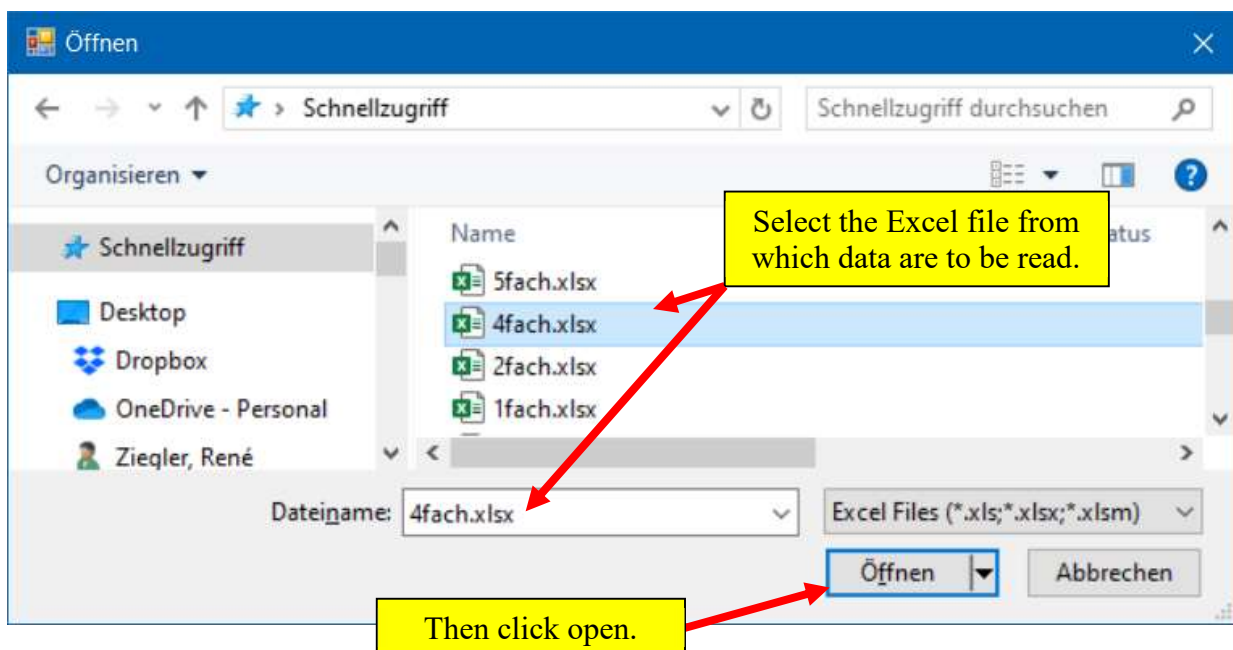 Öffnen
Schnellzugriff
Schnellzugriff durchsuchen
Organisieren
Schnellzugriff
Desktop
Dropbox
OneDrive - Personal
Ziegler, René
Name
atus
5fach.xlsx
4fach.xlsx
2fach.xlsx
1fach.xlsx
Select the Excel file from
which data are to be read.
Dateiname:
4fach.xlsx
Excel Files (*.xls;*.xlsx;*.xlsm)
Öffnen
Abbrechen
Then click open.